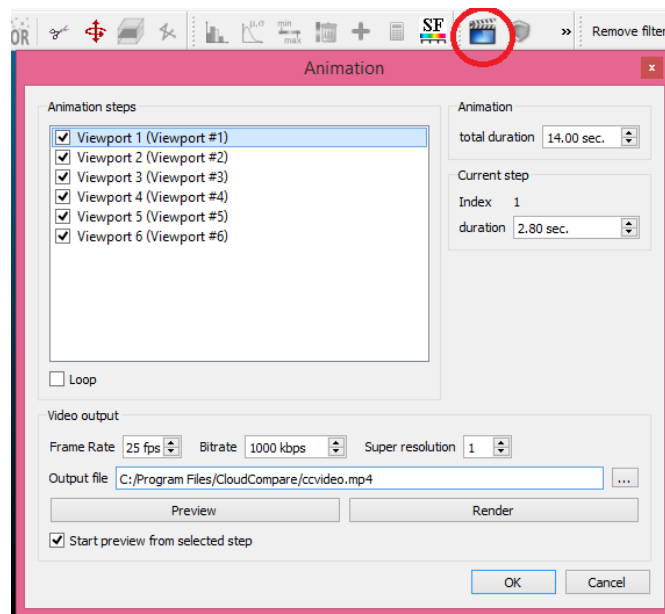 OR μ,σ min max SF » Remove filter
Animation x
Animation steps
Viewport 1 (Viewport #1)
Viewport 2 (Viewport #2)
Viewport 3 (Viewport #3)
Viewport 4 (Viewport #4)
Viewport 5 (Viewport #5)
Viewport 6 (Viewport #6)
Loop
Animation
total duration 14.00 sec.
Current step
Index 1
duration 2.80 sec.
Video output
Frame Rate 25 fps Bitrate 1000 kbps Super resolution 1
Output file C:/Program Files/CloudCompare/ccvideo.mp4 ...
Preview Render
Start preview from selected step
OK Cancel